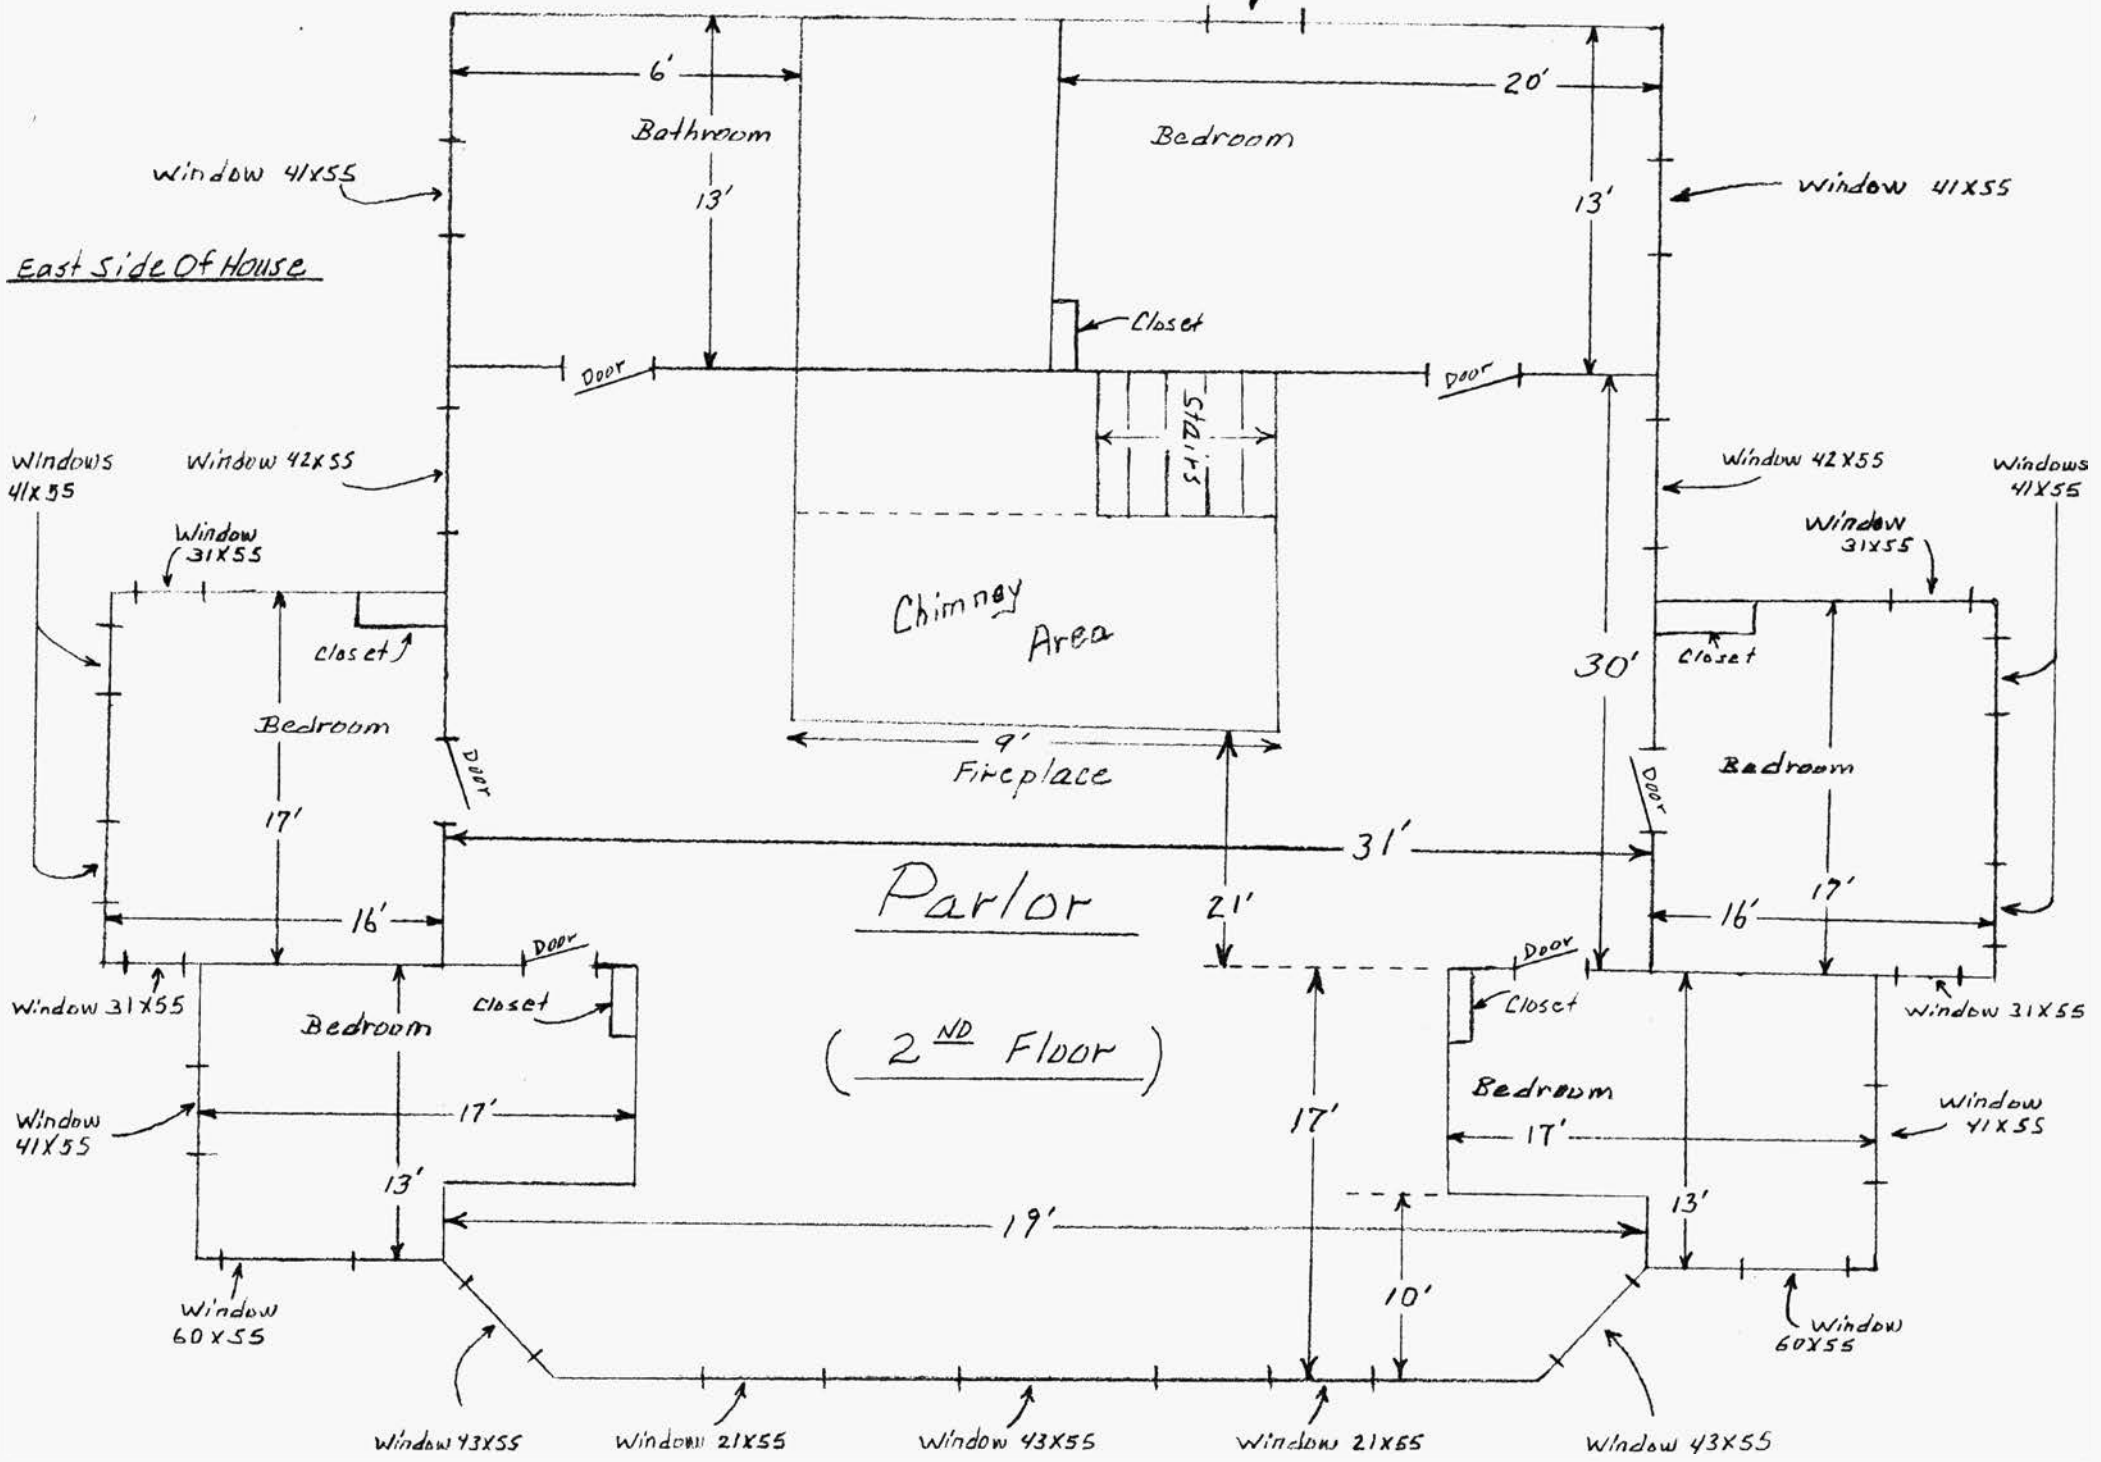 6'
20'
Bathroom
Bedroom
Window 41X55
13'
13'
Window 41X55
East Side Of House
Closet
Door
Door
Stairs
Windows
41X55
Window 42X55
Window 42X55
Windows
41X55
Window
31X55
Window
31X55
Chimney
Area
Closet
30'
Closet
Bedroom
Door
9'
Fireplace
Bedroom
Door
17'
31'
Parlor
21'
17'
16'
16'
Door
Door
Window 31X55
Closet
Closet
Window 31X55
Bedroom
(2ND Floor)
Bedroom
Window
41X55
17'
17'
17'
Window
41X55
13'
13'
19'
10'
Window
60X55
Window
60X55
Window 43X55
Window 21X55
Window 43X55
Window 21X55
Window 43X55